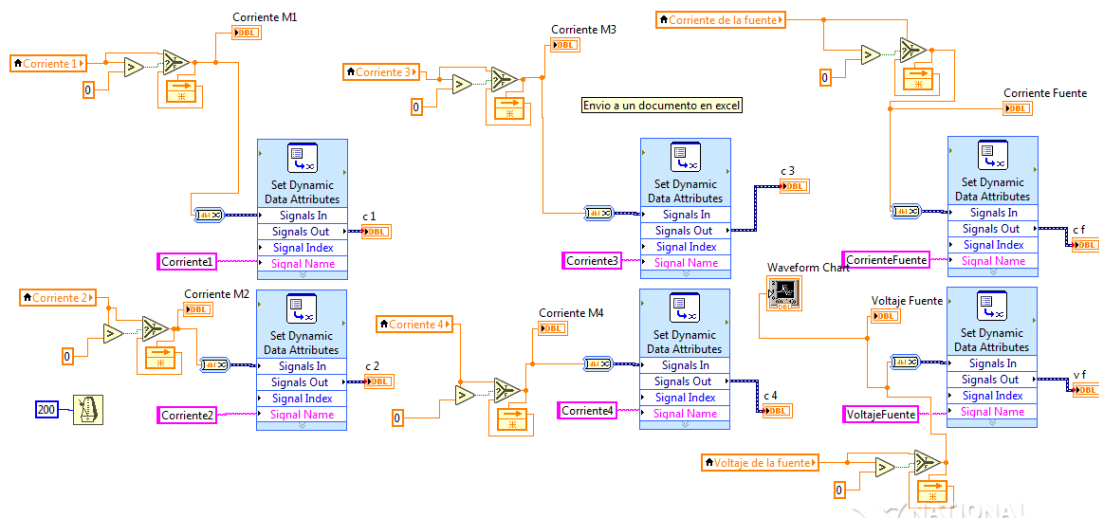 Corriente M1
DBL
Corriente 1
>
?
0
Set Dynamic
Data Attributes
Signals In
Signals Out
Signal Index
Signal Name
Corriente1
c 1
DBL
Corriente M3
DBL
Corriente 3
>
?
0
Envio a un documento en excel
Set Dynamic
Data Attributes
Signals In
Signals Out
Signal Index
Signal Name
Corriente3
c 3
DBL
Corriente de la fuente
>
?
0
Corriente Fuente
DBL
Set Dynamic
Data Attributes
Signals In
Signals Out
Signal Index
Signal Name
CorrienteFuente
c f
DBL
Corriente 2
Corriente M2
DBL
>
?
0
Set Dynamic
Data Attributes
Signals In
Signals Out
Signal Index
Signal Name
Corriente2
c 2
DBL
200
Corriente 4
Corriente M4
DBL
>
?
0
Set Dynamic
Data Attributes
Signals In
Signals Out
Signal Index
Signal Name
Corriente4
c 4
DBL
Waveform Chart
DBL
Voltaje Fuente
DBL
Set Dynamic
Data Attributes
Signals In
Signals Out
Signal Index
Signal Name
VoltajeFuente
v f
DBL
Voltaje de la fuente
>
?
0
NATIONAL